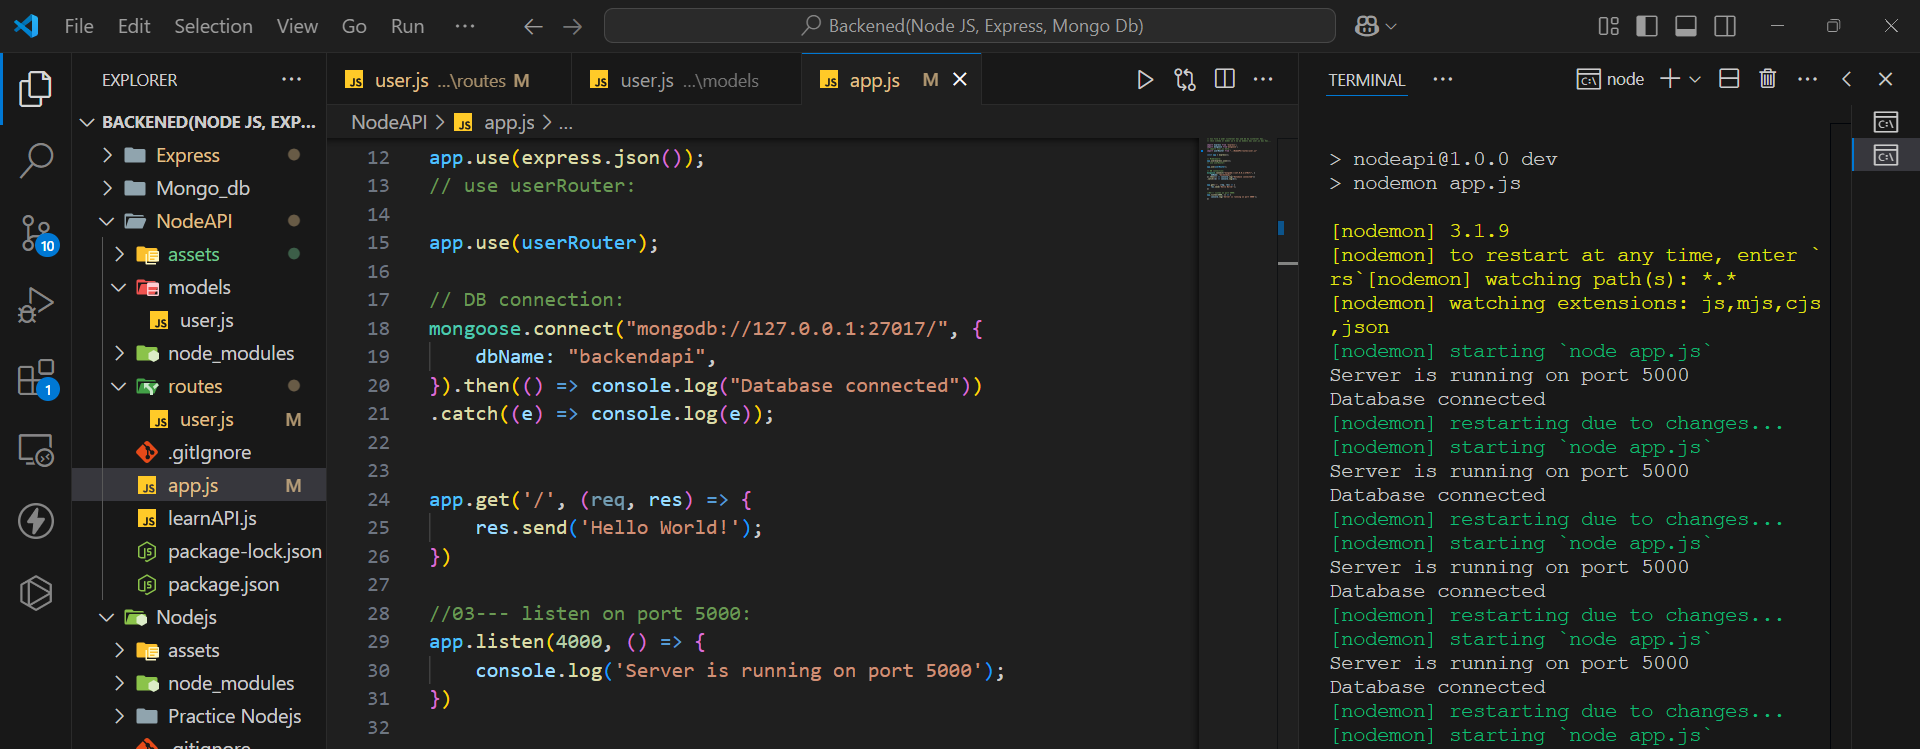 File Edit Selection View Go Run ··· Backened(Node JS, Express, Mongo Db)
EXPLORER ···
BACKENED(NODE JS, EXP...
Express
Mongo_db
NodeAPI
assets
models
JS user.js
node_modules
routes
JS user.js M
.gitIgnore
JS app.js M
JS learnAPI.js
package-lock.json
package.json
Nodejs
assets
node_modules
Practice Nodejs
.gitignore
10
1
JS user.js ...\routes M JS user.js ...\models JS app.js M
NodeAPI > JS app.js > ...
12 app.use(express.json());
13 // use userRouter:
14
15 app.use(userRouter);
16
17 // DB connection:
18 mongoose.connect("mongodb://127.0.0.1:27017/", {
19 dbName: "backendapi",
20 }).then(() => console.log("Database connected"))
21 .catch((e) => console.log(e));
22
23
24 app.get('/', (req, res) => {
25 res.send('Hello World!');
26 })
27
28 //03--- listen on port 5000:
29 app.listen(4000, () => {
30 console.log('Server is running on port 5000');
31 })
32
TERMINAL ··· node
> nodeapi@1.0.0 dev
> nodemon app.js
[nodemon] 3.1.9
[nodemon] to restart at any time, enter `
rs`[nodemon] watching path(s): *.*
[nodemon] watching extensions: js,mjs,cjs
,json
[nodemon] starting `node app.js`
Server is running on port 5000
Database connected
[nodemon] restarting due to changes...
[nodemon] starting `node app.js`
Server is running on port 5000
Database connected
[nodemon] restarting due to changes...
[nodemon] starting `node app.js`
Server is running on port 5000
Database connected
[nodemon] restarting due to changes...
[nodemon] starting `node app.js`
Server is running on port 5000
Database connected
[nodemon] restarting due to changes...
[nodemon] starting `node app.js`